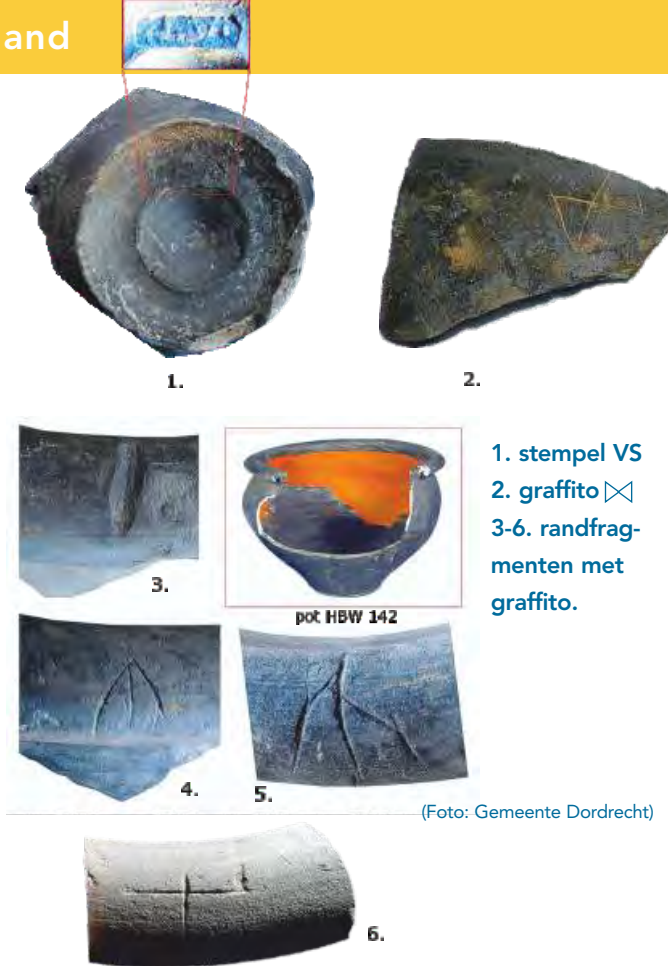 and
1.
2.
3.
pot HBW 142
1. stempel VS
2. graffito
3-6. randfrag-
menten met
graffito.
4.
5.
(Foto: Gemeente Dordrecht)
6.